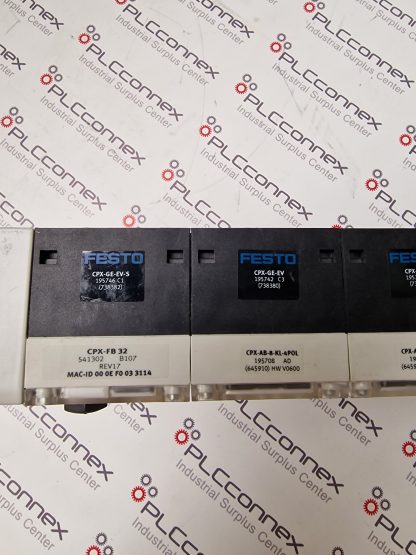 PLCCONNEX
Industrial Surplus Center
FESTO
CPX-GE-EV-S
195746 C1
(738382)
CPX-FB 32
541302 B107
REV17
MAC-ID 00 0E F0 03 3114
FESTO
CPX-GE-EV
195742 C3
(738380)
CPX-AB-8-KL-4POL
195708 AD
(645910) HW V0600